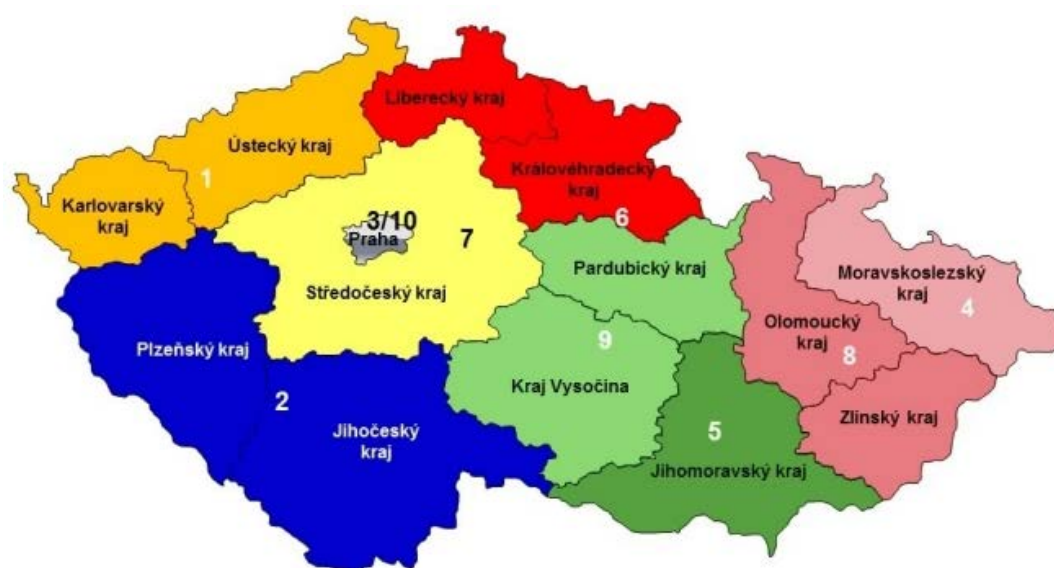 Liberecký kraj
Ústecký kraj
1
Královéhradecký
kraj
Karlovarský
kraj
3/10
6
Praha
7
Pardubický kraj
Moravskoslezský
kraj
4
Středočeský kraj
Olomoucký
kraj
8
Plzeňský kraj
9
Kraj Vysočina
2
Zlínský kraj
Jihočeský
kraj
5
Jihomoravský kraj